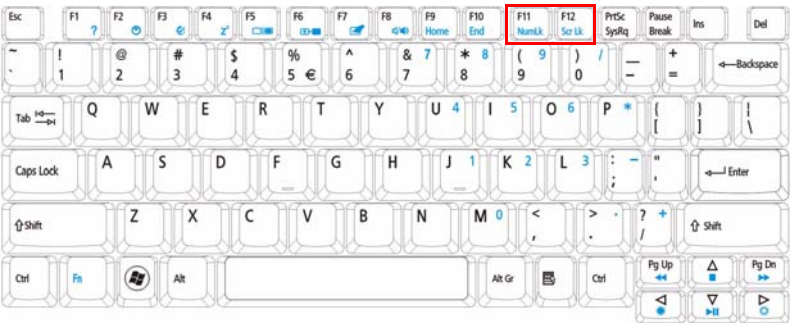 Esc F1 ? F2 F3 F4 z F5 F6 F7 F8 F9 Home F10 End F11 NumLk F12 Scr Lk PrtSc SysRq Pause Break Ins Del
~ ` ! 1 @ 2 # 3 $ 4 % 5 € ^ 6 & 7 7 * 8 8 ( 9 9 ) 0 / _ - + = Backspace
Tab Q W E R T Y U 4 I 5 O 6 P * { [ } ] | \
Caps Lock A S D F G H J 1 K 2 L 3 : ; - " ' Enter
Shift Z X C V B N M 0 < , > . . ? / + Shift
Ctrl Fn Alt Alt Gr Ctrl Pg Up Pg Dn